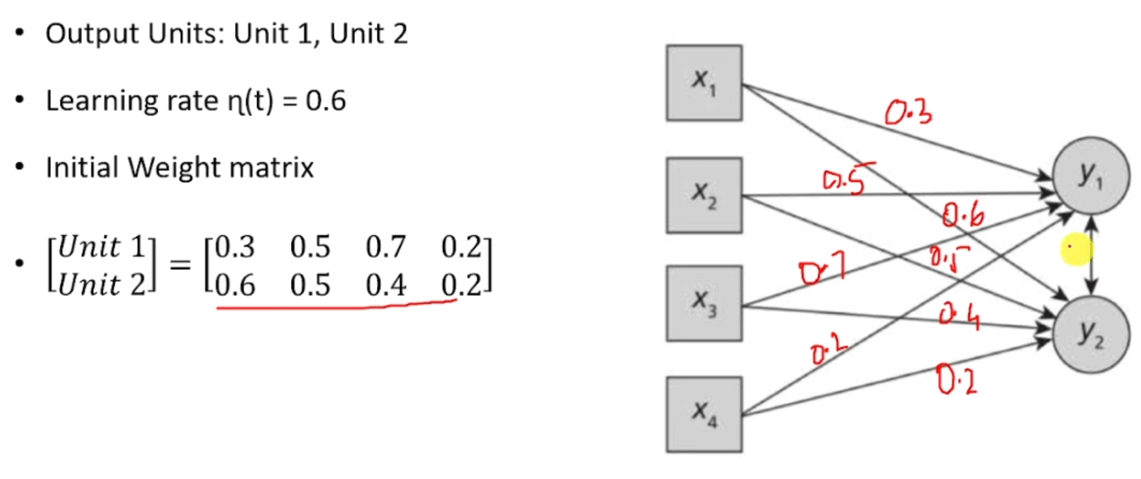 • Output Units: Unit 1, Unit 2
• Learning rate η(t) = 0.6
• Initial Weight matrix
• [Unit 1] = [0.3 0.5 0.7 0.2]
[Unit 2] [0.6 0.5 0.4 0.2]
x₁
x₂
x₃
x₄
0.3
0.5
0.6
0.7
0.5
0.4
0.2
0.2
y₁
y₂